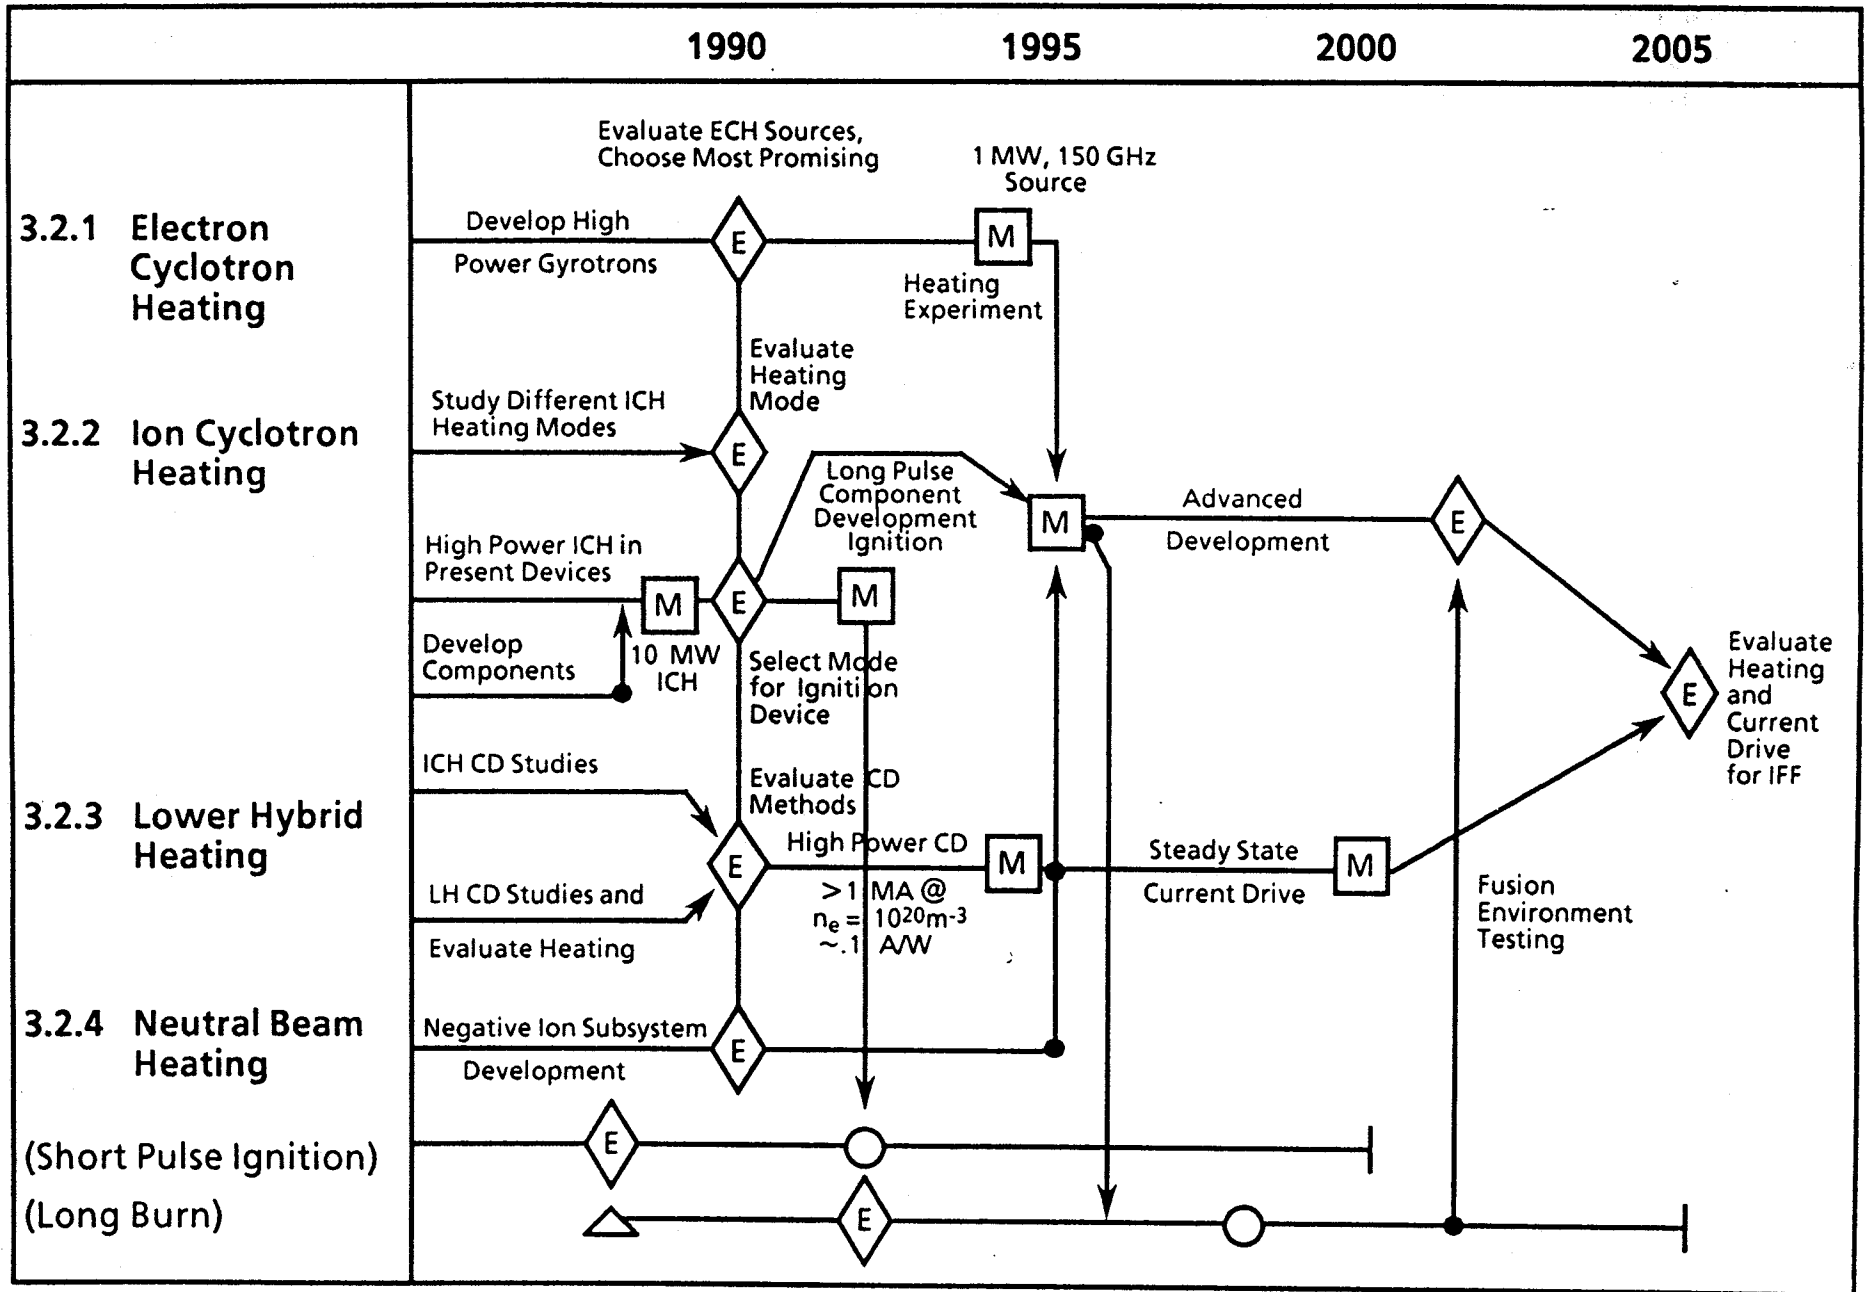 1990 1995 2000 2005
Evaluate ECH Sources,
Choose Most Promising
1 MW, 150 GHz
Source
3.2.1 Electron
Cyclotron
Heating
Develop High
Power Gyrotrons
E
M
Heating
Experiment
Evaluate
Heating
Mode
3.2.2 Ion Cyclotron
Heating
Study Different ICH
Heating Modes
E
Long Pulse
Component
Development
Ignition
M
Advanced
Development
E
High Power ICH in
Present Devices
M
E
M
Develop
Components
10 MW
ICH
Select Mode
for Ignition
Device
E
Evaluate
Heating
and
Current
Drive
for IFF
ICH CD Studies
Evaluate CD
Methods
3.2.3 Lower Hybrid
Heating
E
High Power CD
M
Steady State
Current Drive
M
>1 MA @
nₑ = 10²⁰m⁻³
~.1 A/W
LH CD Studies and
Evaluate Heating
Fusion
Environment
Testing
3.2.4 Neutral Beam
Heating
Negative Ion Subsystem
Development
E
(Short Pulse Ignition)
E
(Long Burn)
E